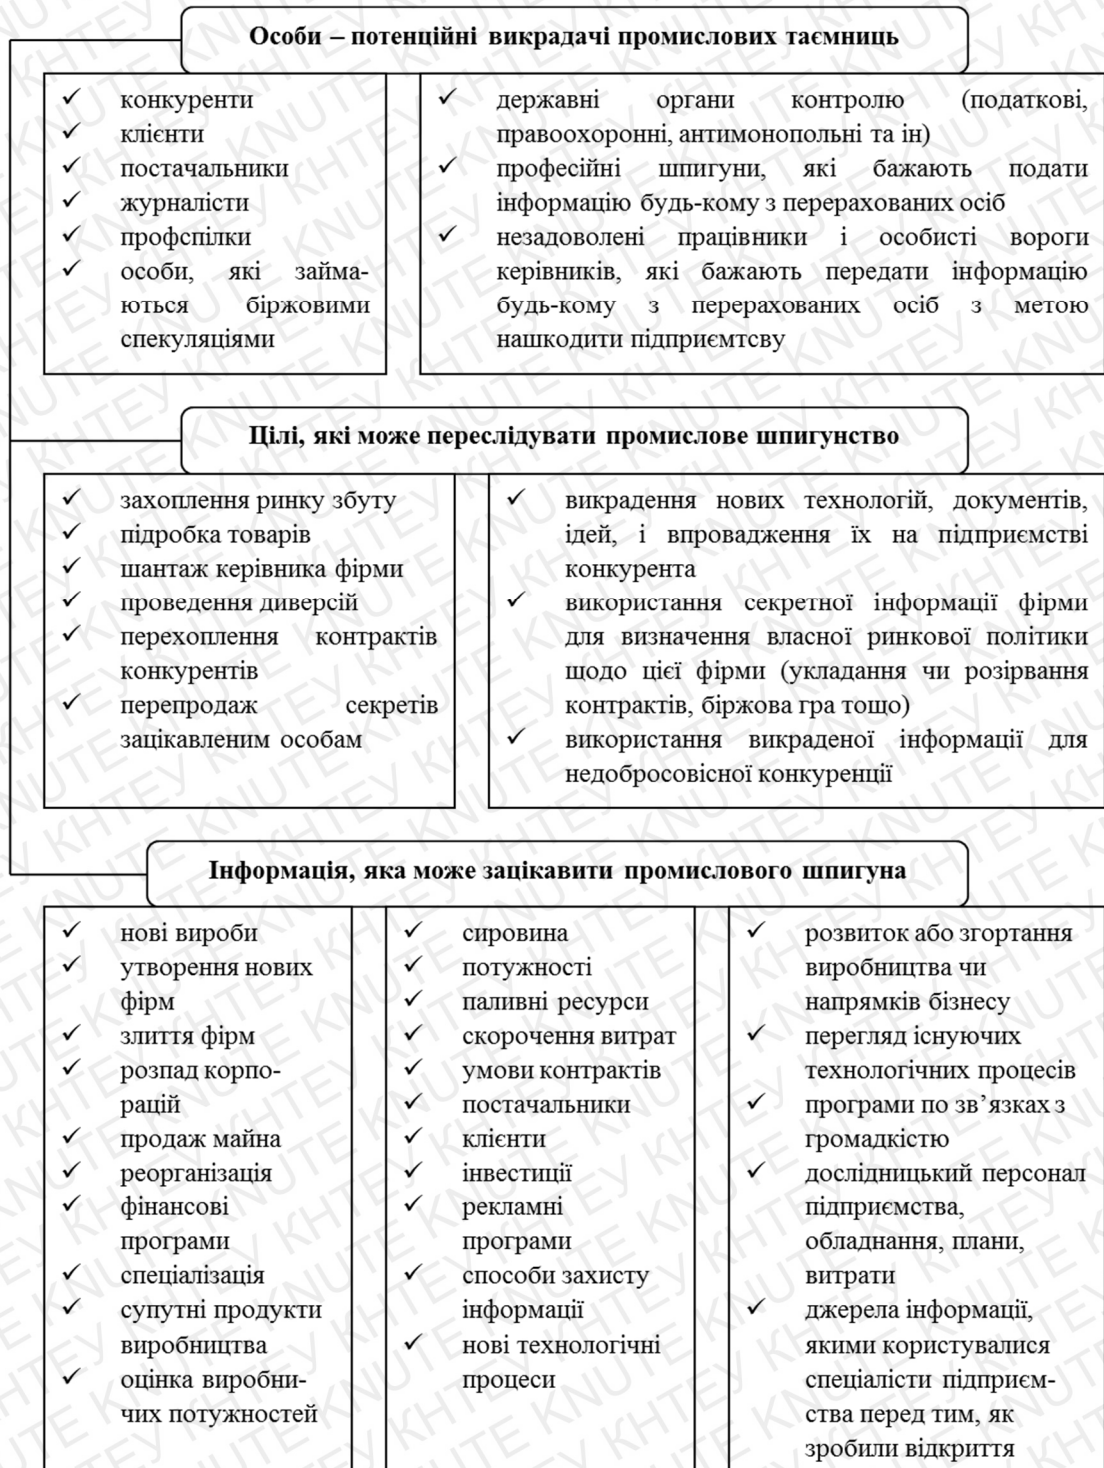 Особи – потенційні викрадачі промислових таємниць
конкуренти
клієнти
постачальники
журналісти
профспілки
особи, які займа-
ються біржовими
спекуляціями
державні органи контролю (податкові,
правоохоронні, антимонопольні та ін)
професійні шпигуни, які бажають подати
інформацію будь-кому з перерахованих осіб
незадоволені працівники і особисті вороги
керівників, які бажають передати інформацію
будь-кому з перерахованих осіб з метою
нашкодити підприємтсву
Цілі, які може переслідувати промислове шпигунство
захоплення ринку збуту
підробка товарів
шантаж керівника фірми
проведення диверсій
перехоплення контрактів
конкурентів
перепродаж секретів
зацікавленим особам
викрадення нових технологій, документів,
ідей, і впровадження їх на підприємстві
конкурента
використання секретної інформації фірми
для визначення власної ринкової політики
щодо цієї фірми (укладання чи розірвання
контрактів, біржова гра тощо)
використання викраденої інформації для
недобросовісної конкуренції
Інформація, яка може зацікавити промислового шпигуна
нові вироби
утворення нових
фірм
злиття фірм
розпад корпо-
рацій
продаж майна
реорганізація
фінансові
програми
спеціалізація
супутні продукти
виробництва
оцінка виробни-
чих потужностей
сировина
потужності
паливні ресурси
скорочення витрат
умови контрактів
постачальники
клієнти
інвестиції
рекламні
програми
способи захисту
інформації
нові технологічні
процеси
розвиток або згортання
виробництва чи
напрямків бізнесу
перегляд існуючих
технологічних процесів
програми по зв’язках з
громадкістю
дослідницький персонал
підприємства,
обладнання, плани,
витрати
джерела інформації,
якими користувалися
спеціалісти підприєм-
ства перед тим, як
зробили відкриття